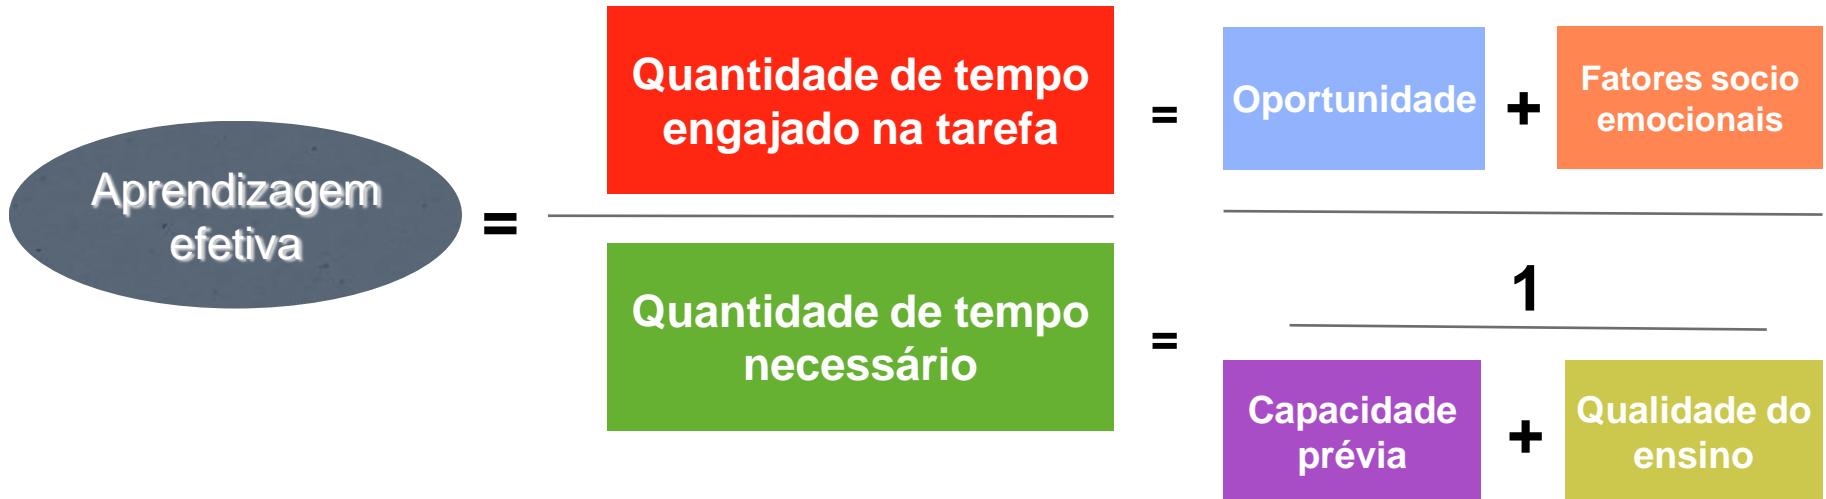 Aprendizagem
efetiva
=
Quantidade de tempo
engajado na tarefa
=
Oportunidade
+
Fatores socio
emocionais
Quantidade de tempo
necessário
=
1
Capacidade
prévia
+
Qualidade do
ensino